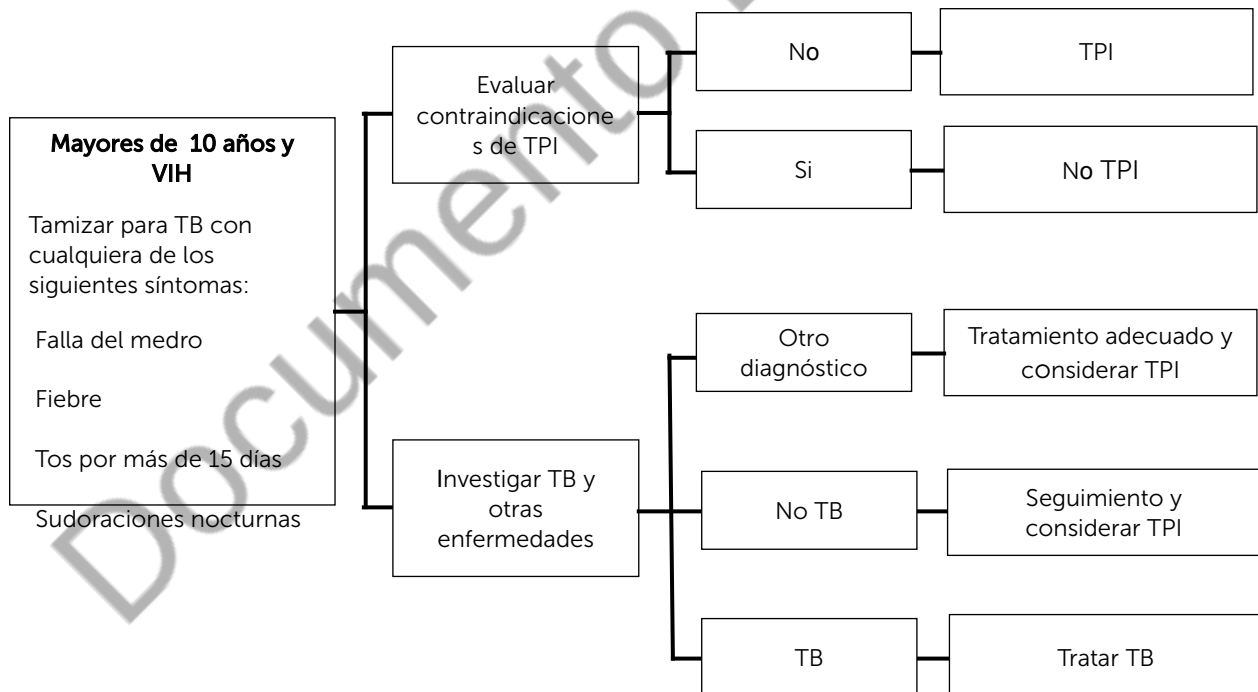 Mayores de 10 años y
VIH
Tamizar para TB con
cualquiera de los
siguientes síntomas:
Falla del medro
Fiebre
Tos por más de 15 días
Sudoraciones nocturnas
Evaluar
contraindicacione
s de TPI
No
TPI
Si
No TPI
Investigar TB y
otras
enfermedades
Otro
diagnóstico
Tratamiento adecuado y
considerar TPI
No TB
Seguimiento y
considerar TPI
TB
Tratar TB
Documento